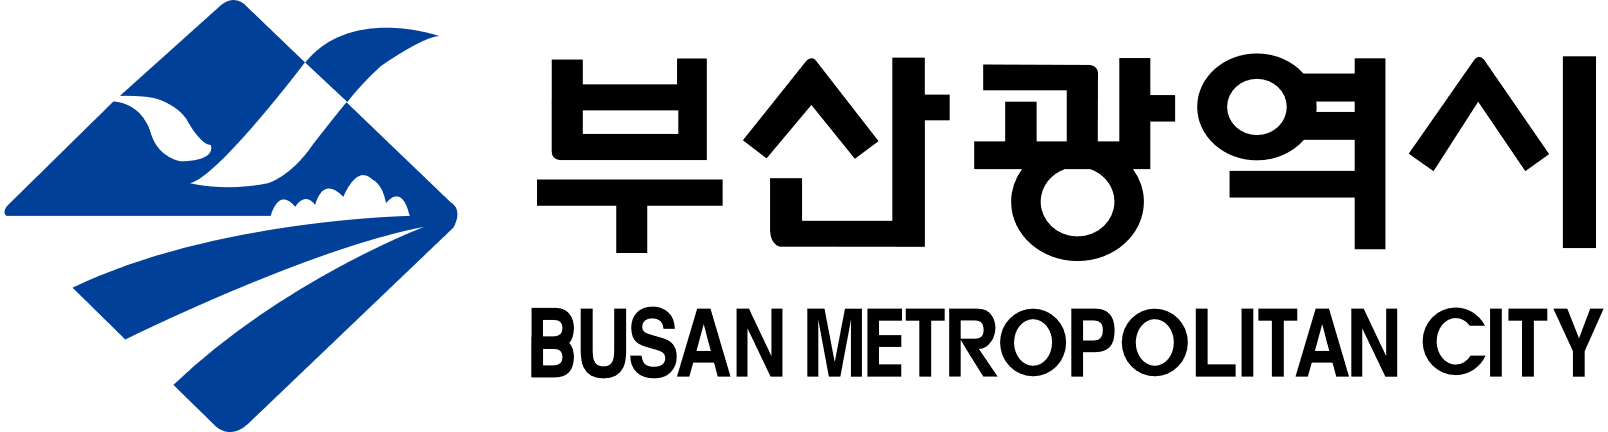 부산광역시
BUSAN METROPOLITAN CITY